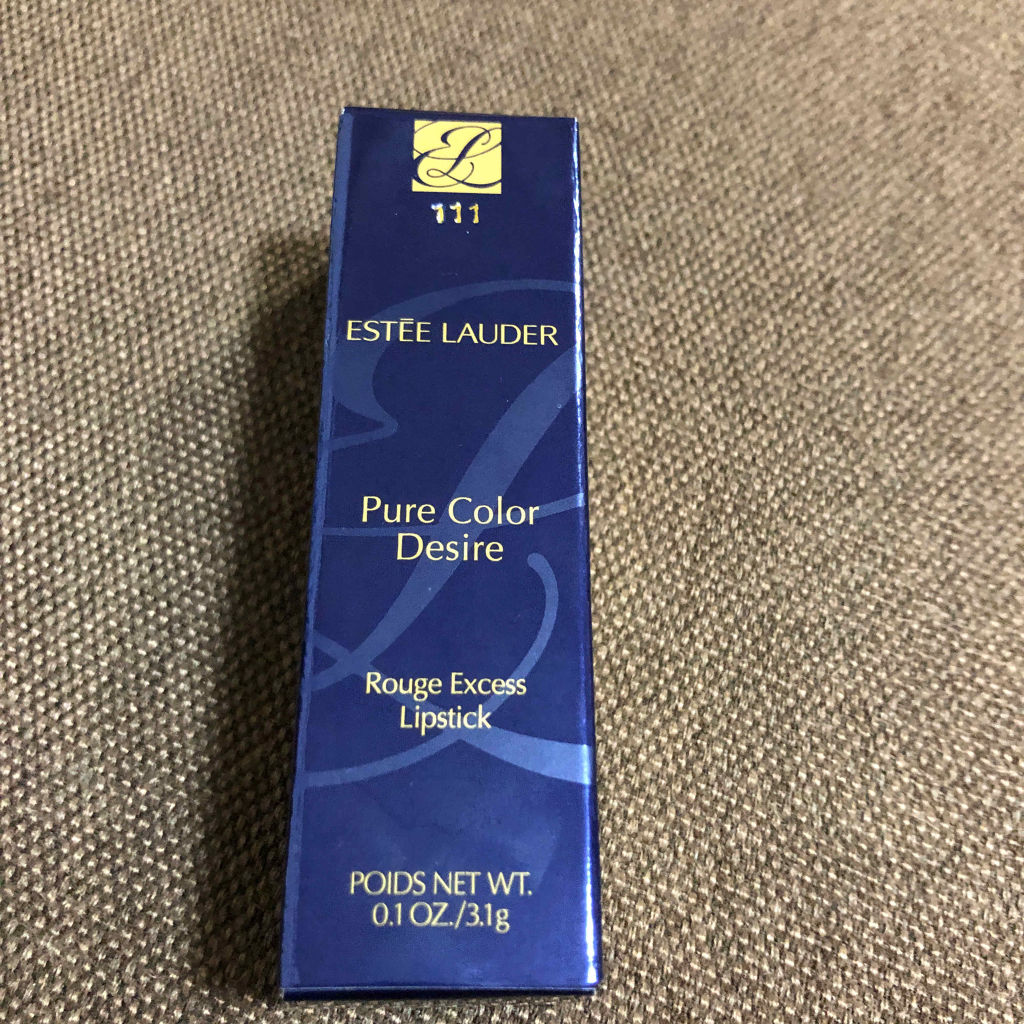 111
ESTĒE LAUDER
Pure Color
Desire
Rouge Excess
Lipstick
POIDS NET WT.
0.1 OZ./3.1g